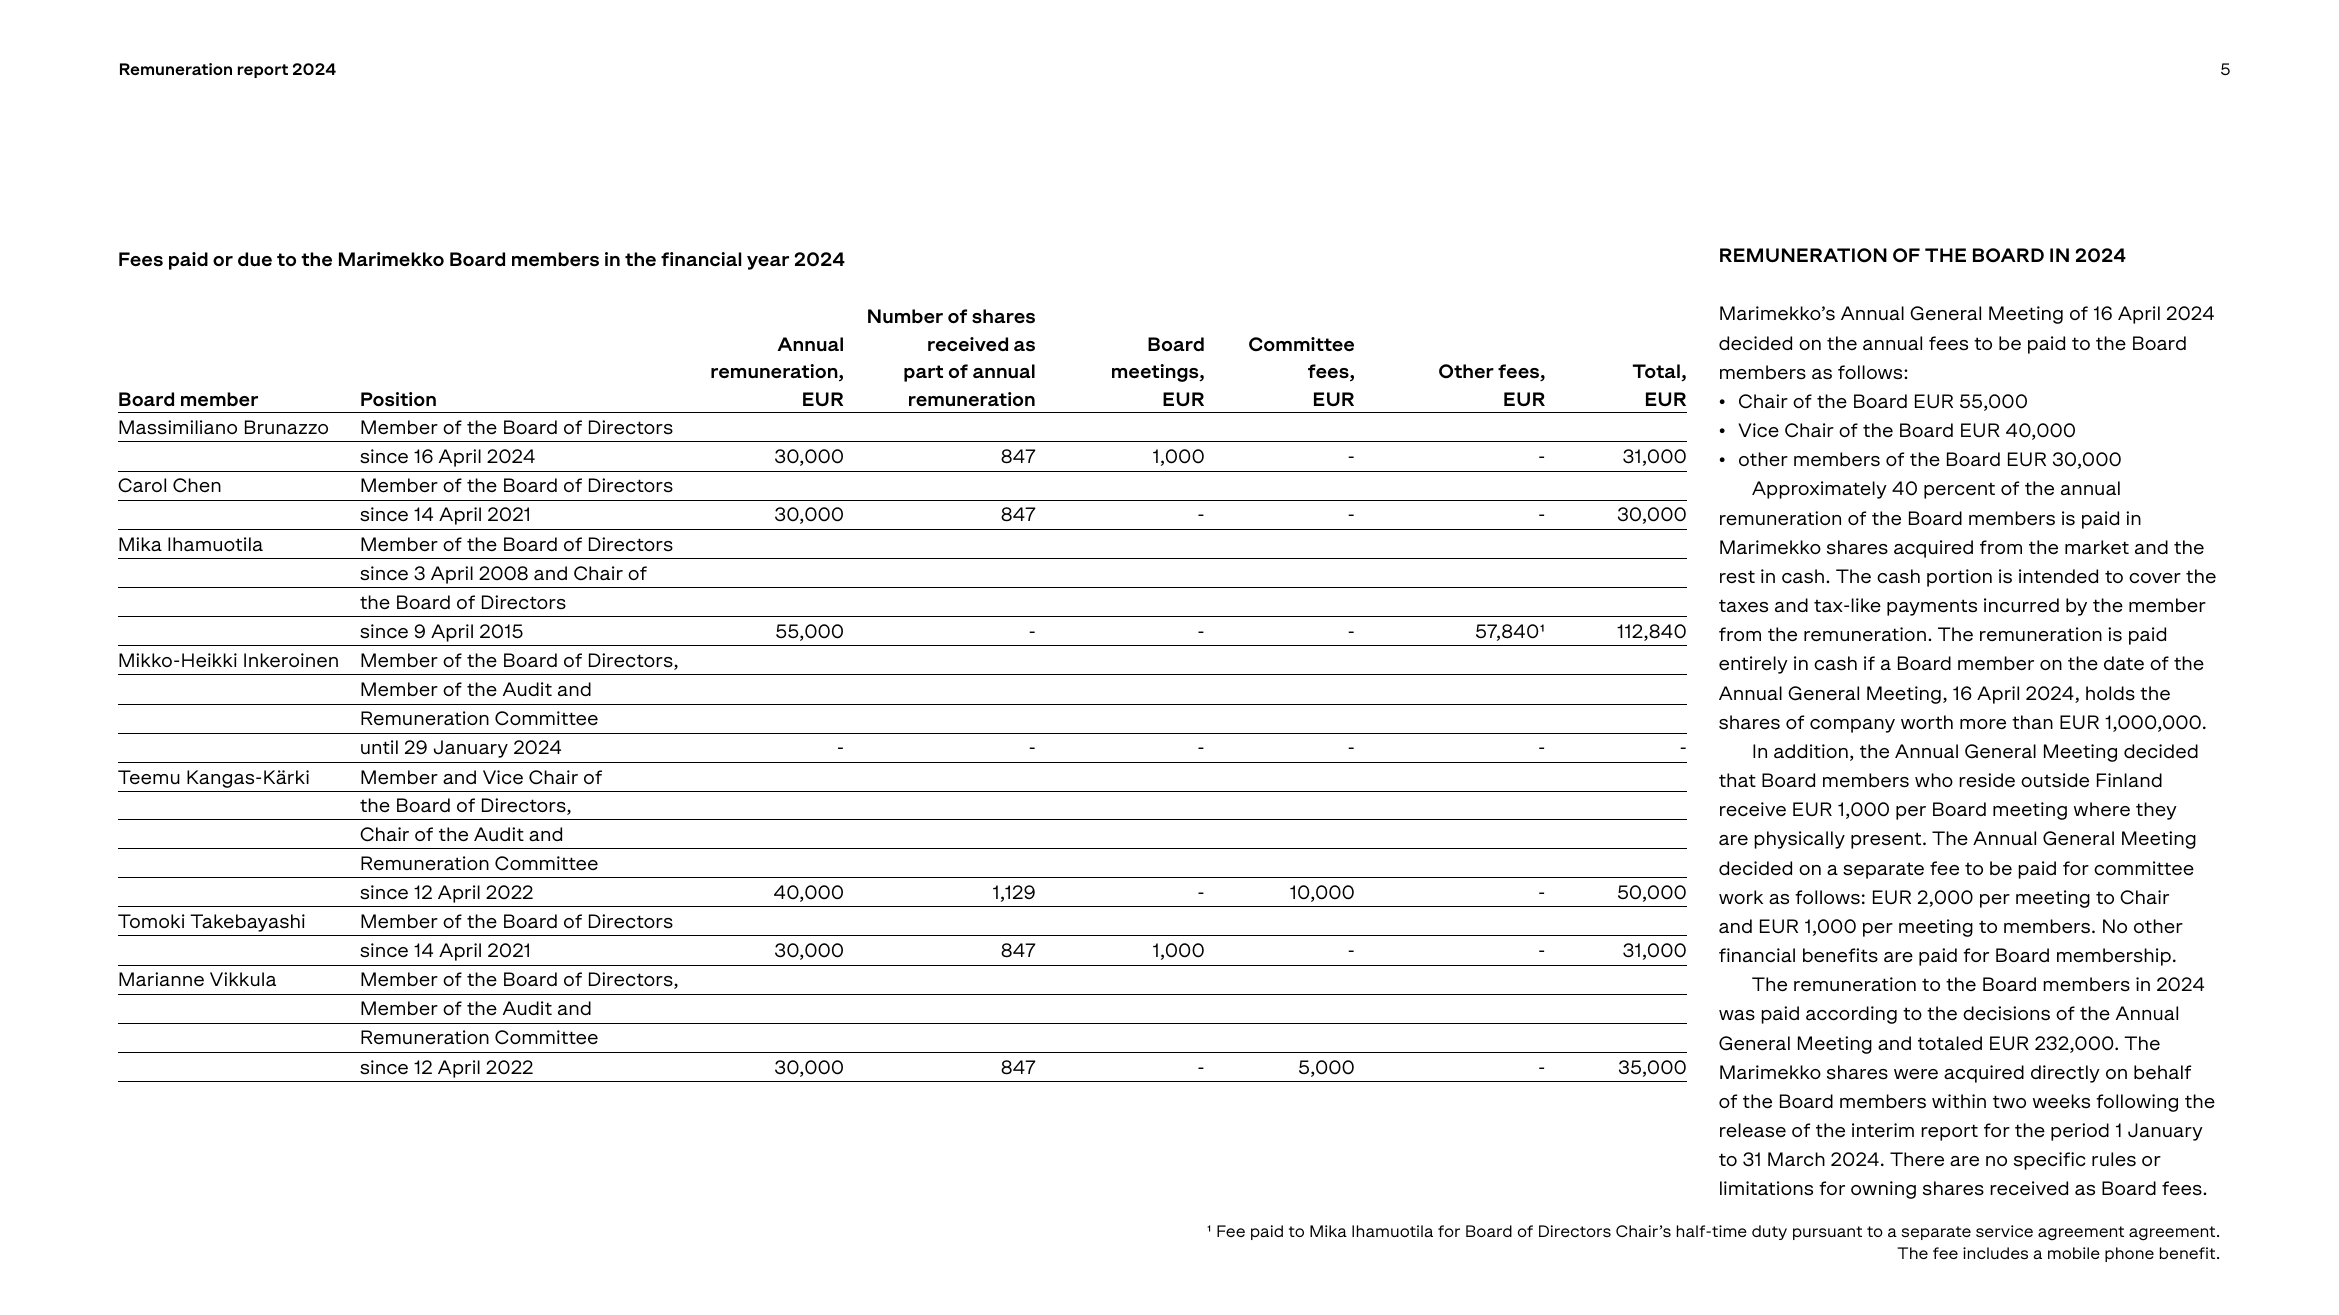 Remuneration report 2024
5
Fees paid or due to the Marimekko Board members in the financial year 2024
Number of shares
Annual received as Board Committee
remuneration, part of annual meetings, fees, Other fees, Total,
Board member Position EUR remuneration EUR EUR EUR EUR
Massimiliano Brunazzo Member of the Board of Directors
since 16 April 2024 30,000 847 1,000 - - 31,000
Carol Chen Member of the Board of Directors
since 14 April 2021 30,000 847 - - - 30,000
Mika Ihamuotila Member of the Board of Directors
since 3 April 2008 and Chair of
the Board of Directors
since 9 April 2015 55,000 - - - 57,840¹ 112,840
Mikko-Heikki Inkeroinen Member of the Board of Directors,
Member of the Audit and
Remuneration Committee
until 29 January 2024 - - - - - -
Teemu Kangas-Kärki Member and Vice Chair of
the Board of Directors,
Chair of the Audit and
Remuneration Committee
since 12 April 2022 40,000 1,129 - 10,000 - 50,000
Tomoki Takebayashi Member of the Board of Directors
since 14 April 2021 30,000 847 1,000 - - 31,000
Marianne Vikkula Member of the Board of Directors,
Member of the Audit and
Remuneration Committee
since 12 April 2022 30,000 847 - 5,000 - 35,000
REMUNERATION OF THE BOARD IN 2024
Marimekko’s Annual General Meeting of 16 April 2024
decided on the annual fees to be paid to the Board
members as follows:
• Chair of the Board EUR 55,000
• Vice Chair of the Board EUR 40,000
• other members of the Board EUR 30,000
Approximately 40 percent of the annual
remuneration of the Board members is paid in
Marimekko shares acquired from the market and the
rest in cash. The cash portion is intended to cover the
taxes and tax-like payments incurred by the member
from the remuneration. The remuneration is paid
entirely in cash if a Board member on the date of the
Annual General Meeting, 16 April 2024, holds the
shares of company worth more than EUR 1,000,000.
In addition, the Annual General Meeting decided
that Board members who reside outside Finland
receive EUR 1,000 per Board meeting where they
are physically present. The Annual General Meeting
decided on a separate fee to be paid for committee
work as follows: EUR 2,000 per meeting to Chair
and EUR 1,000 per meeting to members. No other
financial benefits are paid for Board membership.
The remuneration to the Board members in 2024
was paid according to the decisions of the Annual
General Meeting and totaled EUR 232,000. The
Marimekko shares were acquired directly on behalf
of the Board members within two weeks following the
release of the interim report for the period 1 January
to 31 March 2024. There are no specific rules or
limitations for owning shares received as Board fees.
¹ Fee paid to Mika Ihamuotila for Board of Directors Chair’s half-time duty pursuant to a separate service agreement agreement.
The fee includes a mobile phone benefit.